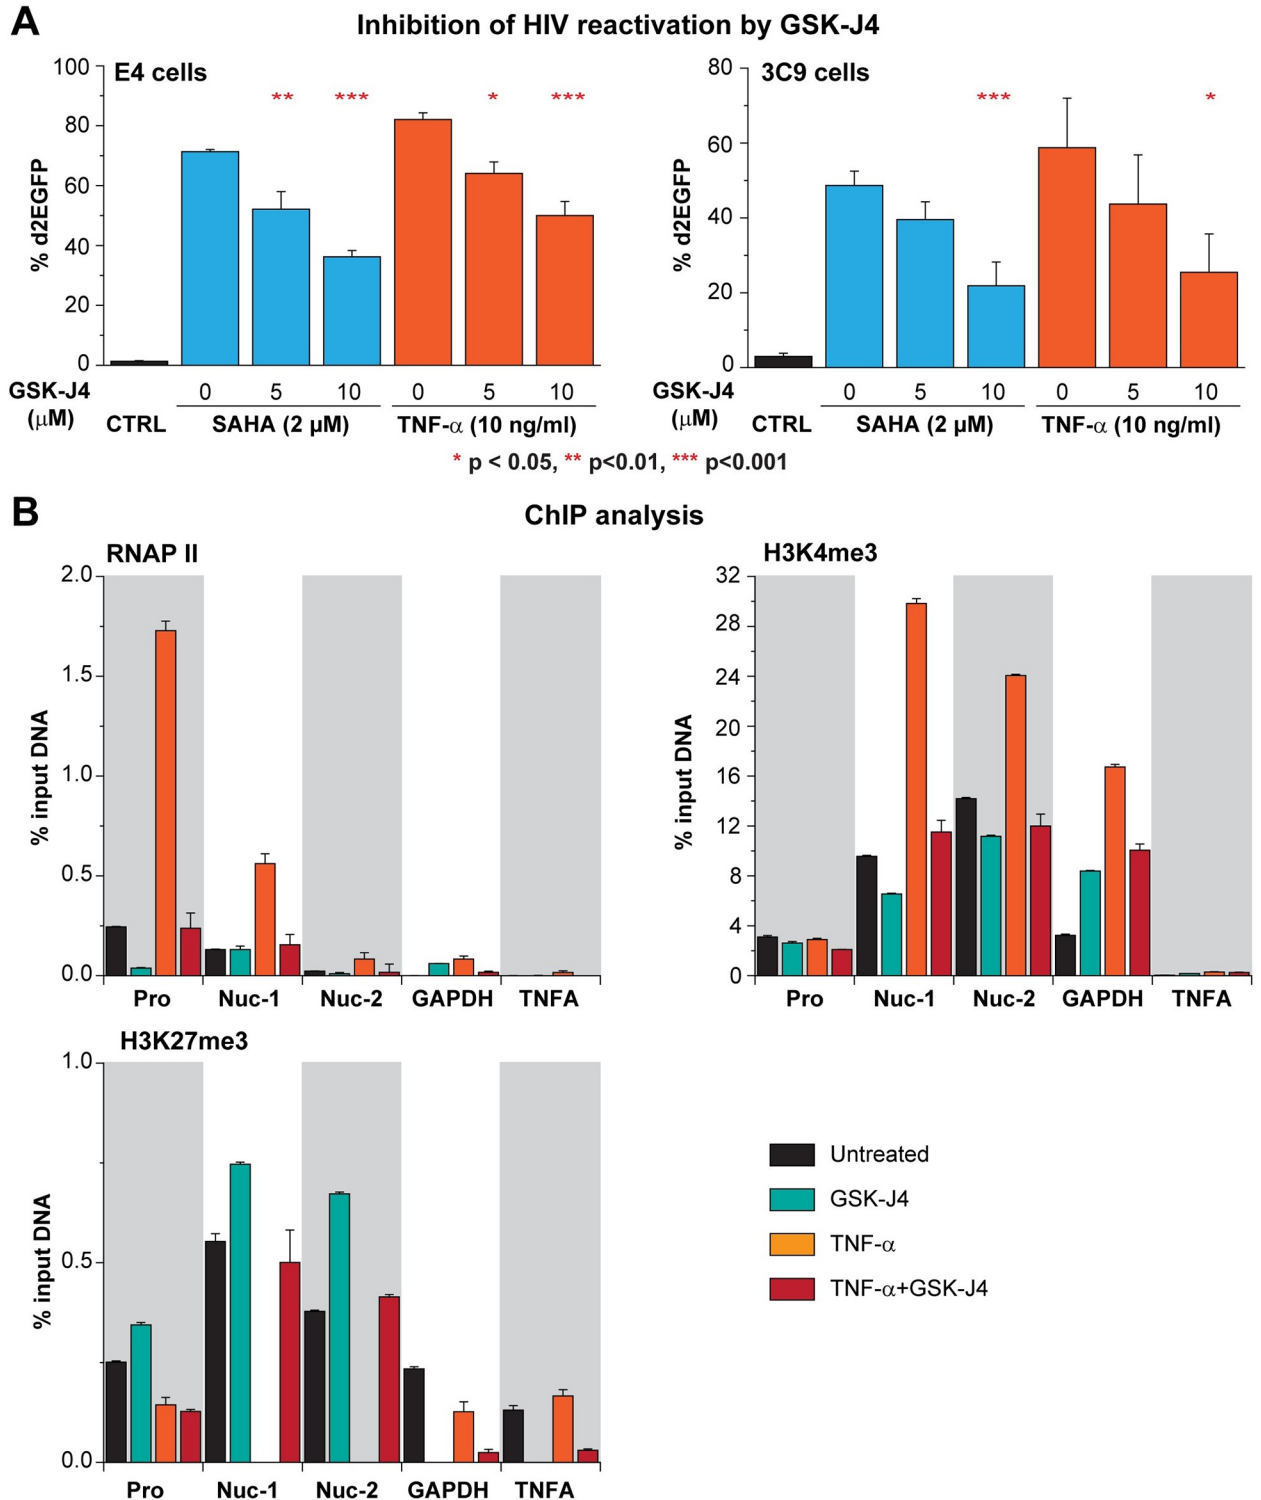 A
Inhibition of HIV reactivation by GSK-J4
E4 cells
% d2EGFP
100
80
60
40
20
0
** *** * ***
GSK-J4 (µM)
0 5 10 0 5 10
CTRL SAHA (2 µM) TNF-α (10 ng/ml)
3C9 cells
% d2EGFP
80
60
40
20
0
*** *
GSK-J4 (µM)
0 5 10 0 5 10
CTRL SAHA (2 µM) TNF-α (10 ng/ml)
* p < 0.05, ** p<0.01, *** p<0.001
B
ChIP analysis
RNAP II
% input DNA
2.0
1.5
1.0
0.5
0.0
Pro Nuc-1 Nuc-2 GAPDH TNFA
H3K4me3
% input DNA
32
28
24
20
16
12
8
4
0
Pro Nuc-1 Nuc-2 GAPDH TNFA
H3K27me3
% input DNA
1.0
0.5
0.0
Pro Nuc-1 Nuc-2 GAPDH TNFA
Untreated
GSK-J4
TNF-α
TNF-α+GSK-J4